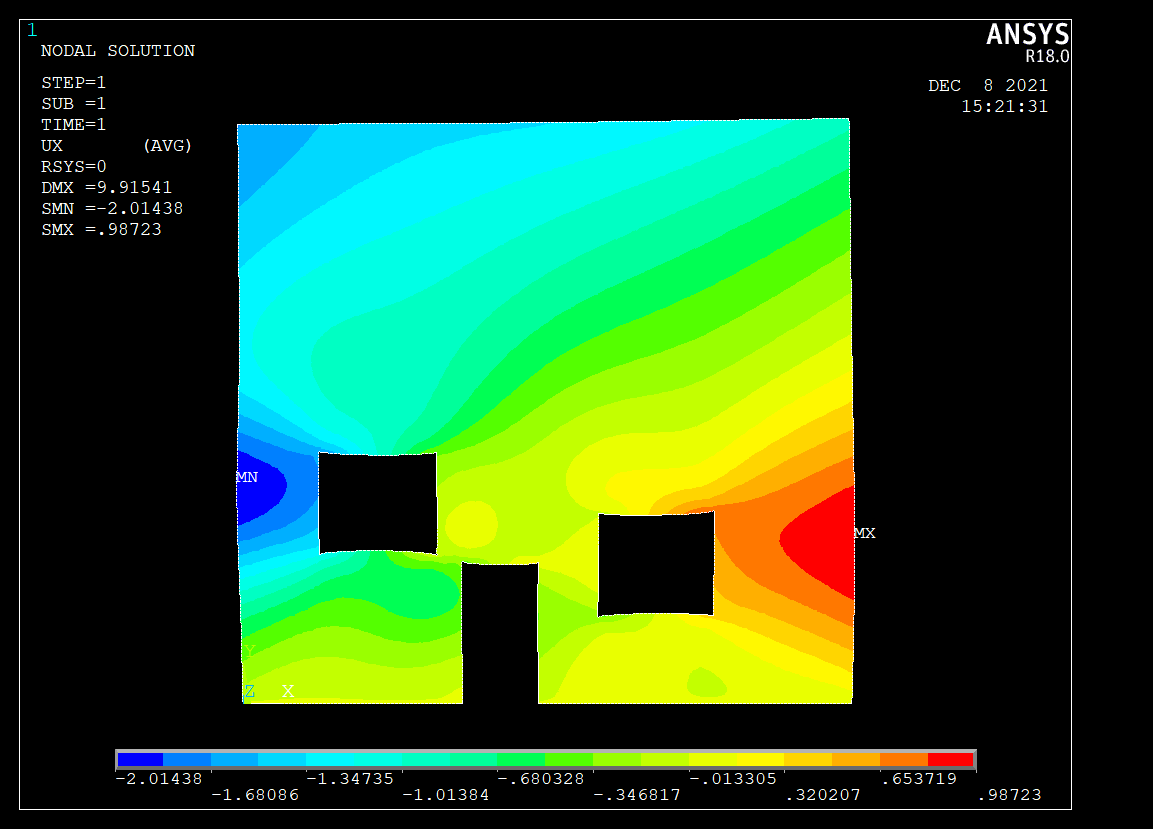 1
ANSYS
R18.0
NODAL SOLUTION
STEP=1
SUB =1
TIME=1
UX (AVG)
RSYS=0
DMX =9.91541
SMN =-2.01438
SMX =.98723
DEC 8 2021
15:21:31
MN
MX
Y
Z X
-2.01438 -1.34735 -.680328 -.013305 .653719
-1.68086 -1.01384 -.346817 .320207 .98723